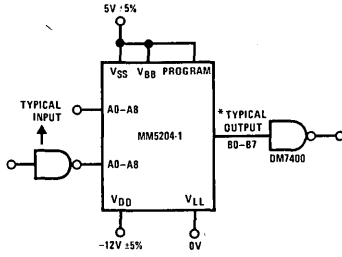 5V ±5%
VSS VBB PROGRAM
TYPICAL
INPUT
A0-A8
MM5204-1
* TYPICAL
OUTPUT
A0-A8
B0-B7
DM7400
VDD VLL
-12V ±5% 0V